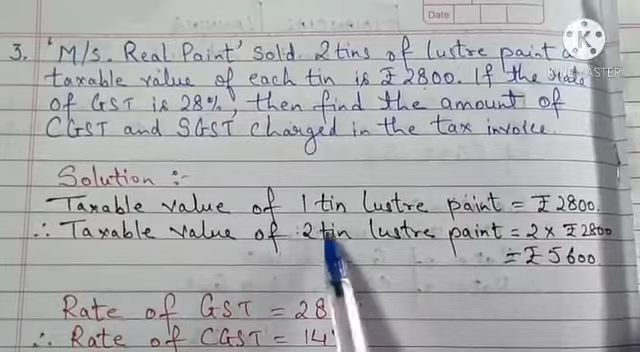 Date
KINEMASTER
3. 'M/s. Real Paint' sold 2 tins of lustre paint
taxable value of each tin is ₹2800. If the rate
of GST is 28%, then find the amount of
CGST and SGST charged in the tax invoice.
Solution :-
Taxable value of 1 tin lustre paint = ₹2800.
∴ Taxable value of 2 tin lustre paint = 2 × ₹2800
= ₹5600
Rate of GST = 28
∴ Rate of CGST = 14